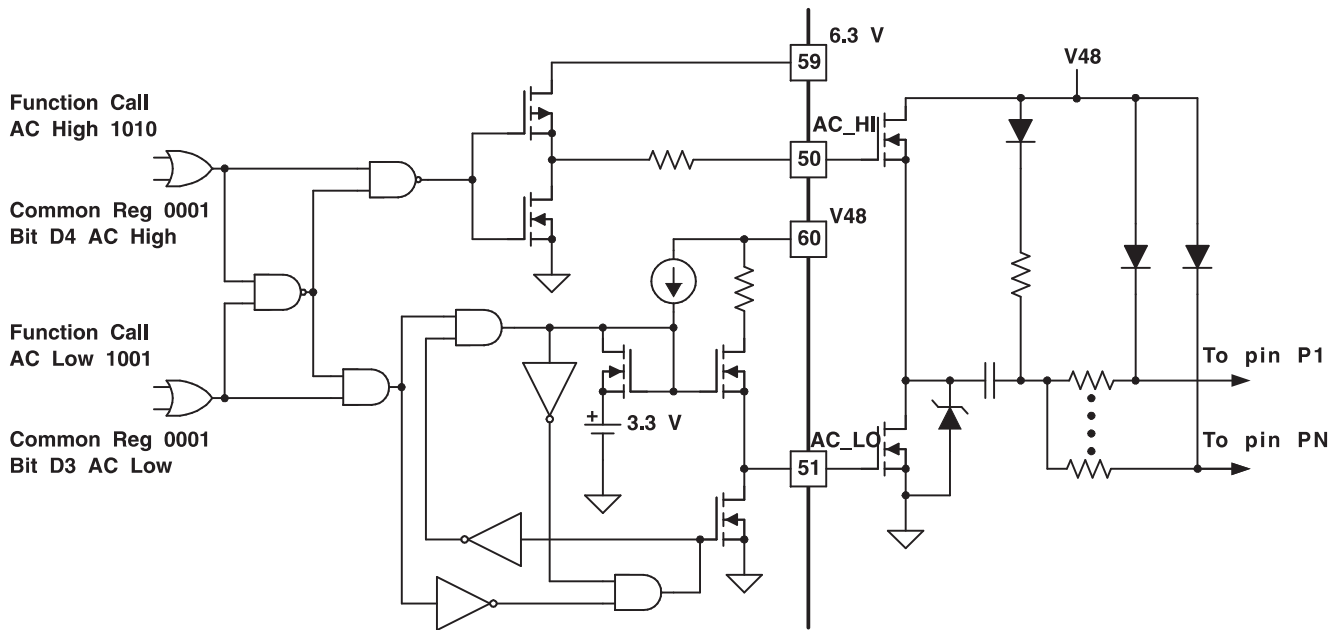 6.3 V
59
V48
Function Call
AC High 1010
AC_HI
50
Common Reg 0001
Bit D4 AC High
V48
60
Function Call
AC Low 1001
To pin P1
+
3.3 V
AC_LO
To pin PN
51
Common Reg 0001
Bit D3 AC Low